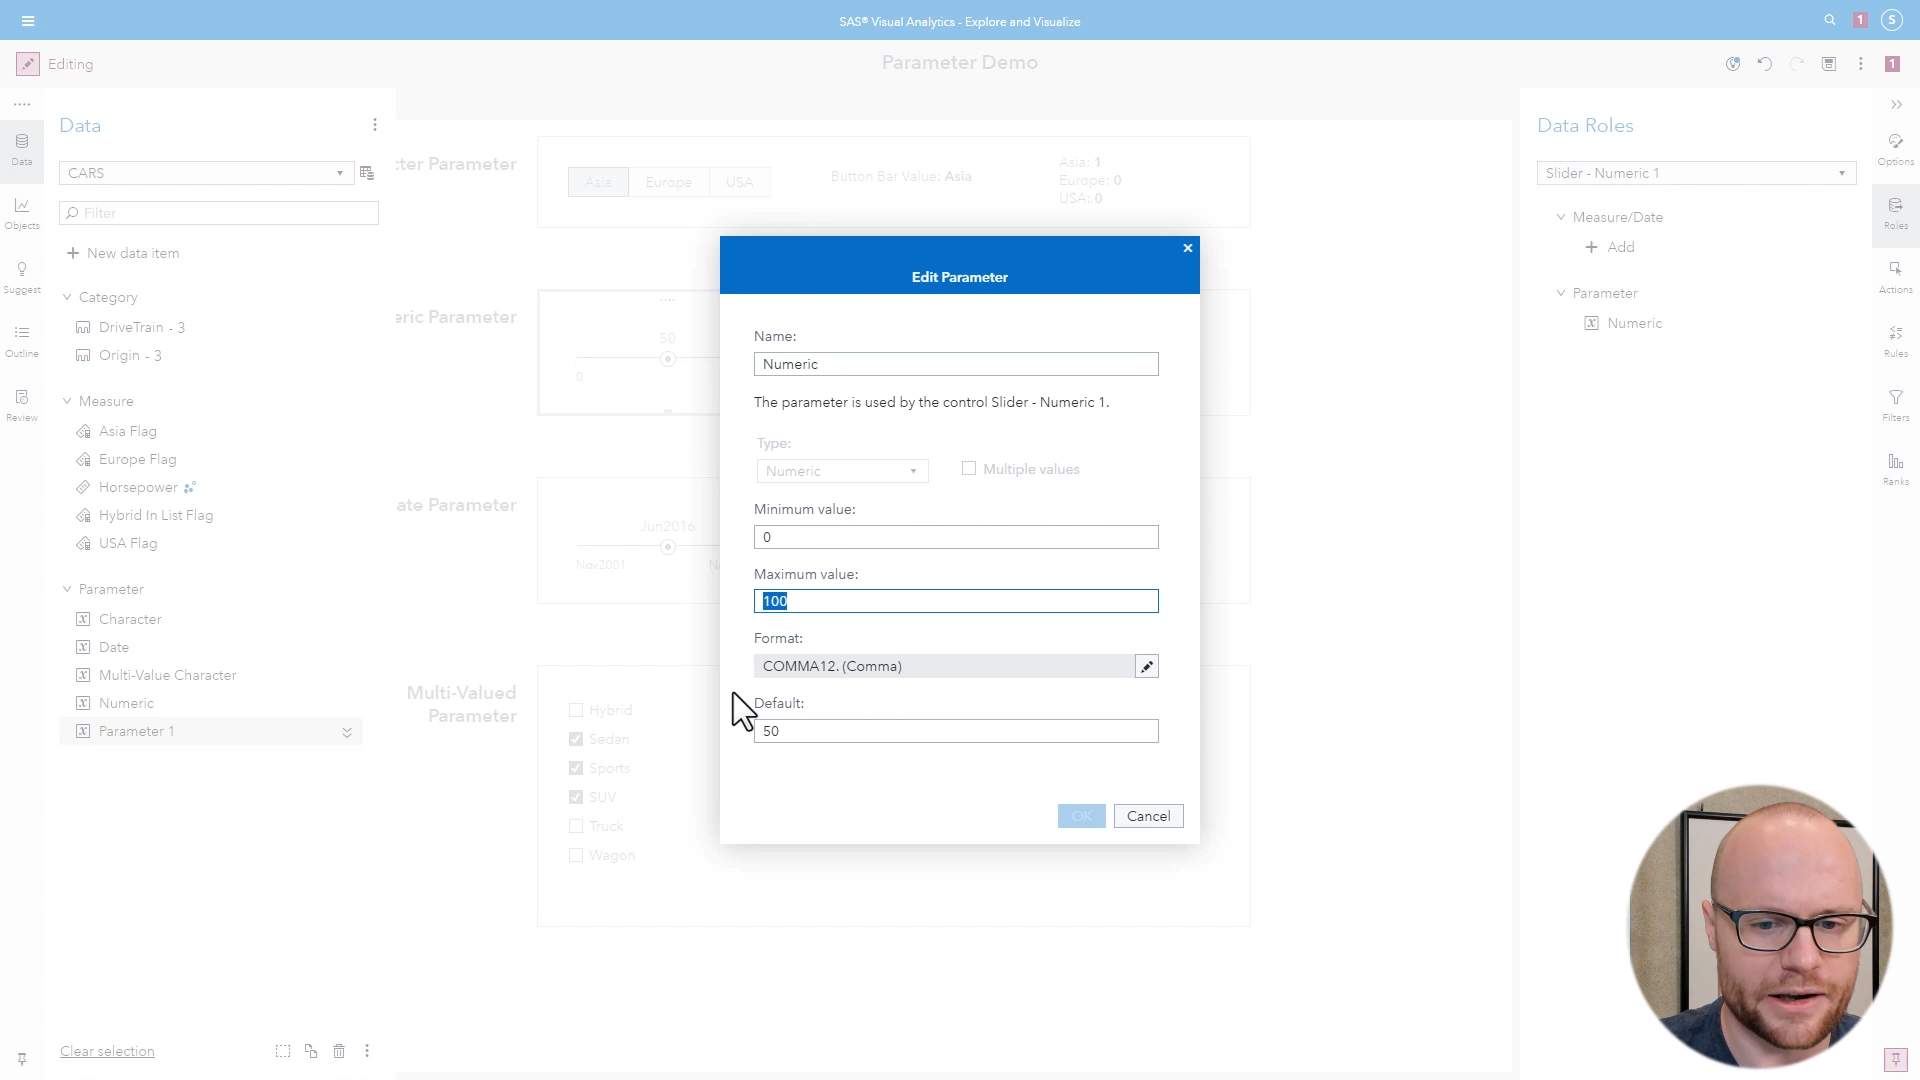 SAS® Visual Analytics - Explore and Visualize
1
S
Editing
Parameter Demo
1
Data
Objects
Suggest
Outline
Review
Data
CARS
Filter
New data item
Category
DriveTrain - 3
Origin - 3
Measure
Asia Flag
Europe Flag
Horsepower
Hybrid In List Flag
USA Flag
Parameter
Character
Date
Multi-Value Character
Numeric
Parameter 1
Clear selection
cter Parameter
Asia
Europe
USA
Button Bar Value: Asia
Asia: 1
Europe: 0
USA: 0
eric Parameter
50
0
ate Parameter
Jun2016
Nov2001
Multi-Valued
Parameter
Hybrid
Sedan
Sports
SUV
Truck
Wagon
Edit Parameter
Name:
Numeric
The parameter is used by the control Slider - Numeric 1.
Type:
Numeric
Multiple values
Minimum value:
0
Maximum value:
100
Format:
COMMA12. (Comma)
Default:
50
OK
Cancel
Data Roles
Slider - Numeric 1
Measure/Date
Add
Parameter
Numeric
Options
Roles
Actions
Rules
Filters
Ranks